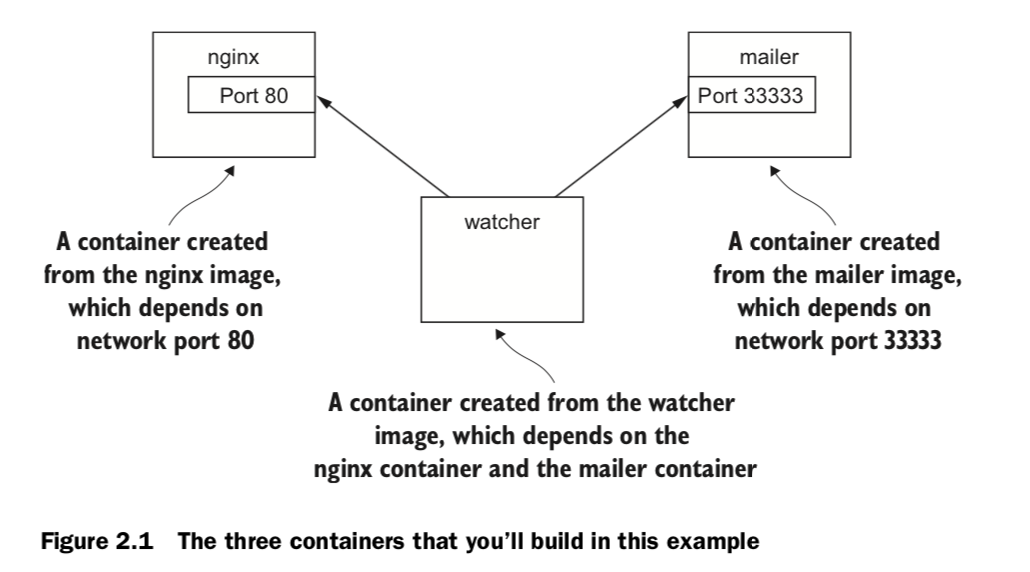 nginx
Port 80
mailer
Port 33333
watcher
A container created
from the nginx image,
which depends on
network port 80
A container created
from the mailer image,
which depends on
network port 33333
A container created from the watcher
image, which depends on the
nginx container and the mailer container
Figure 2.1 The three containers that you'll build in this example